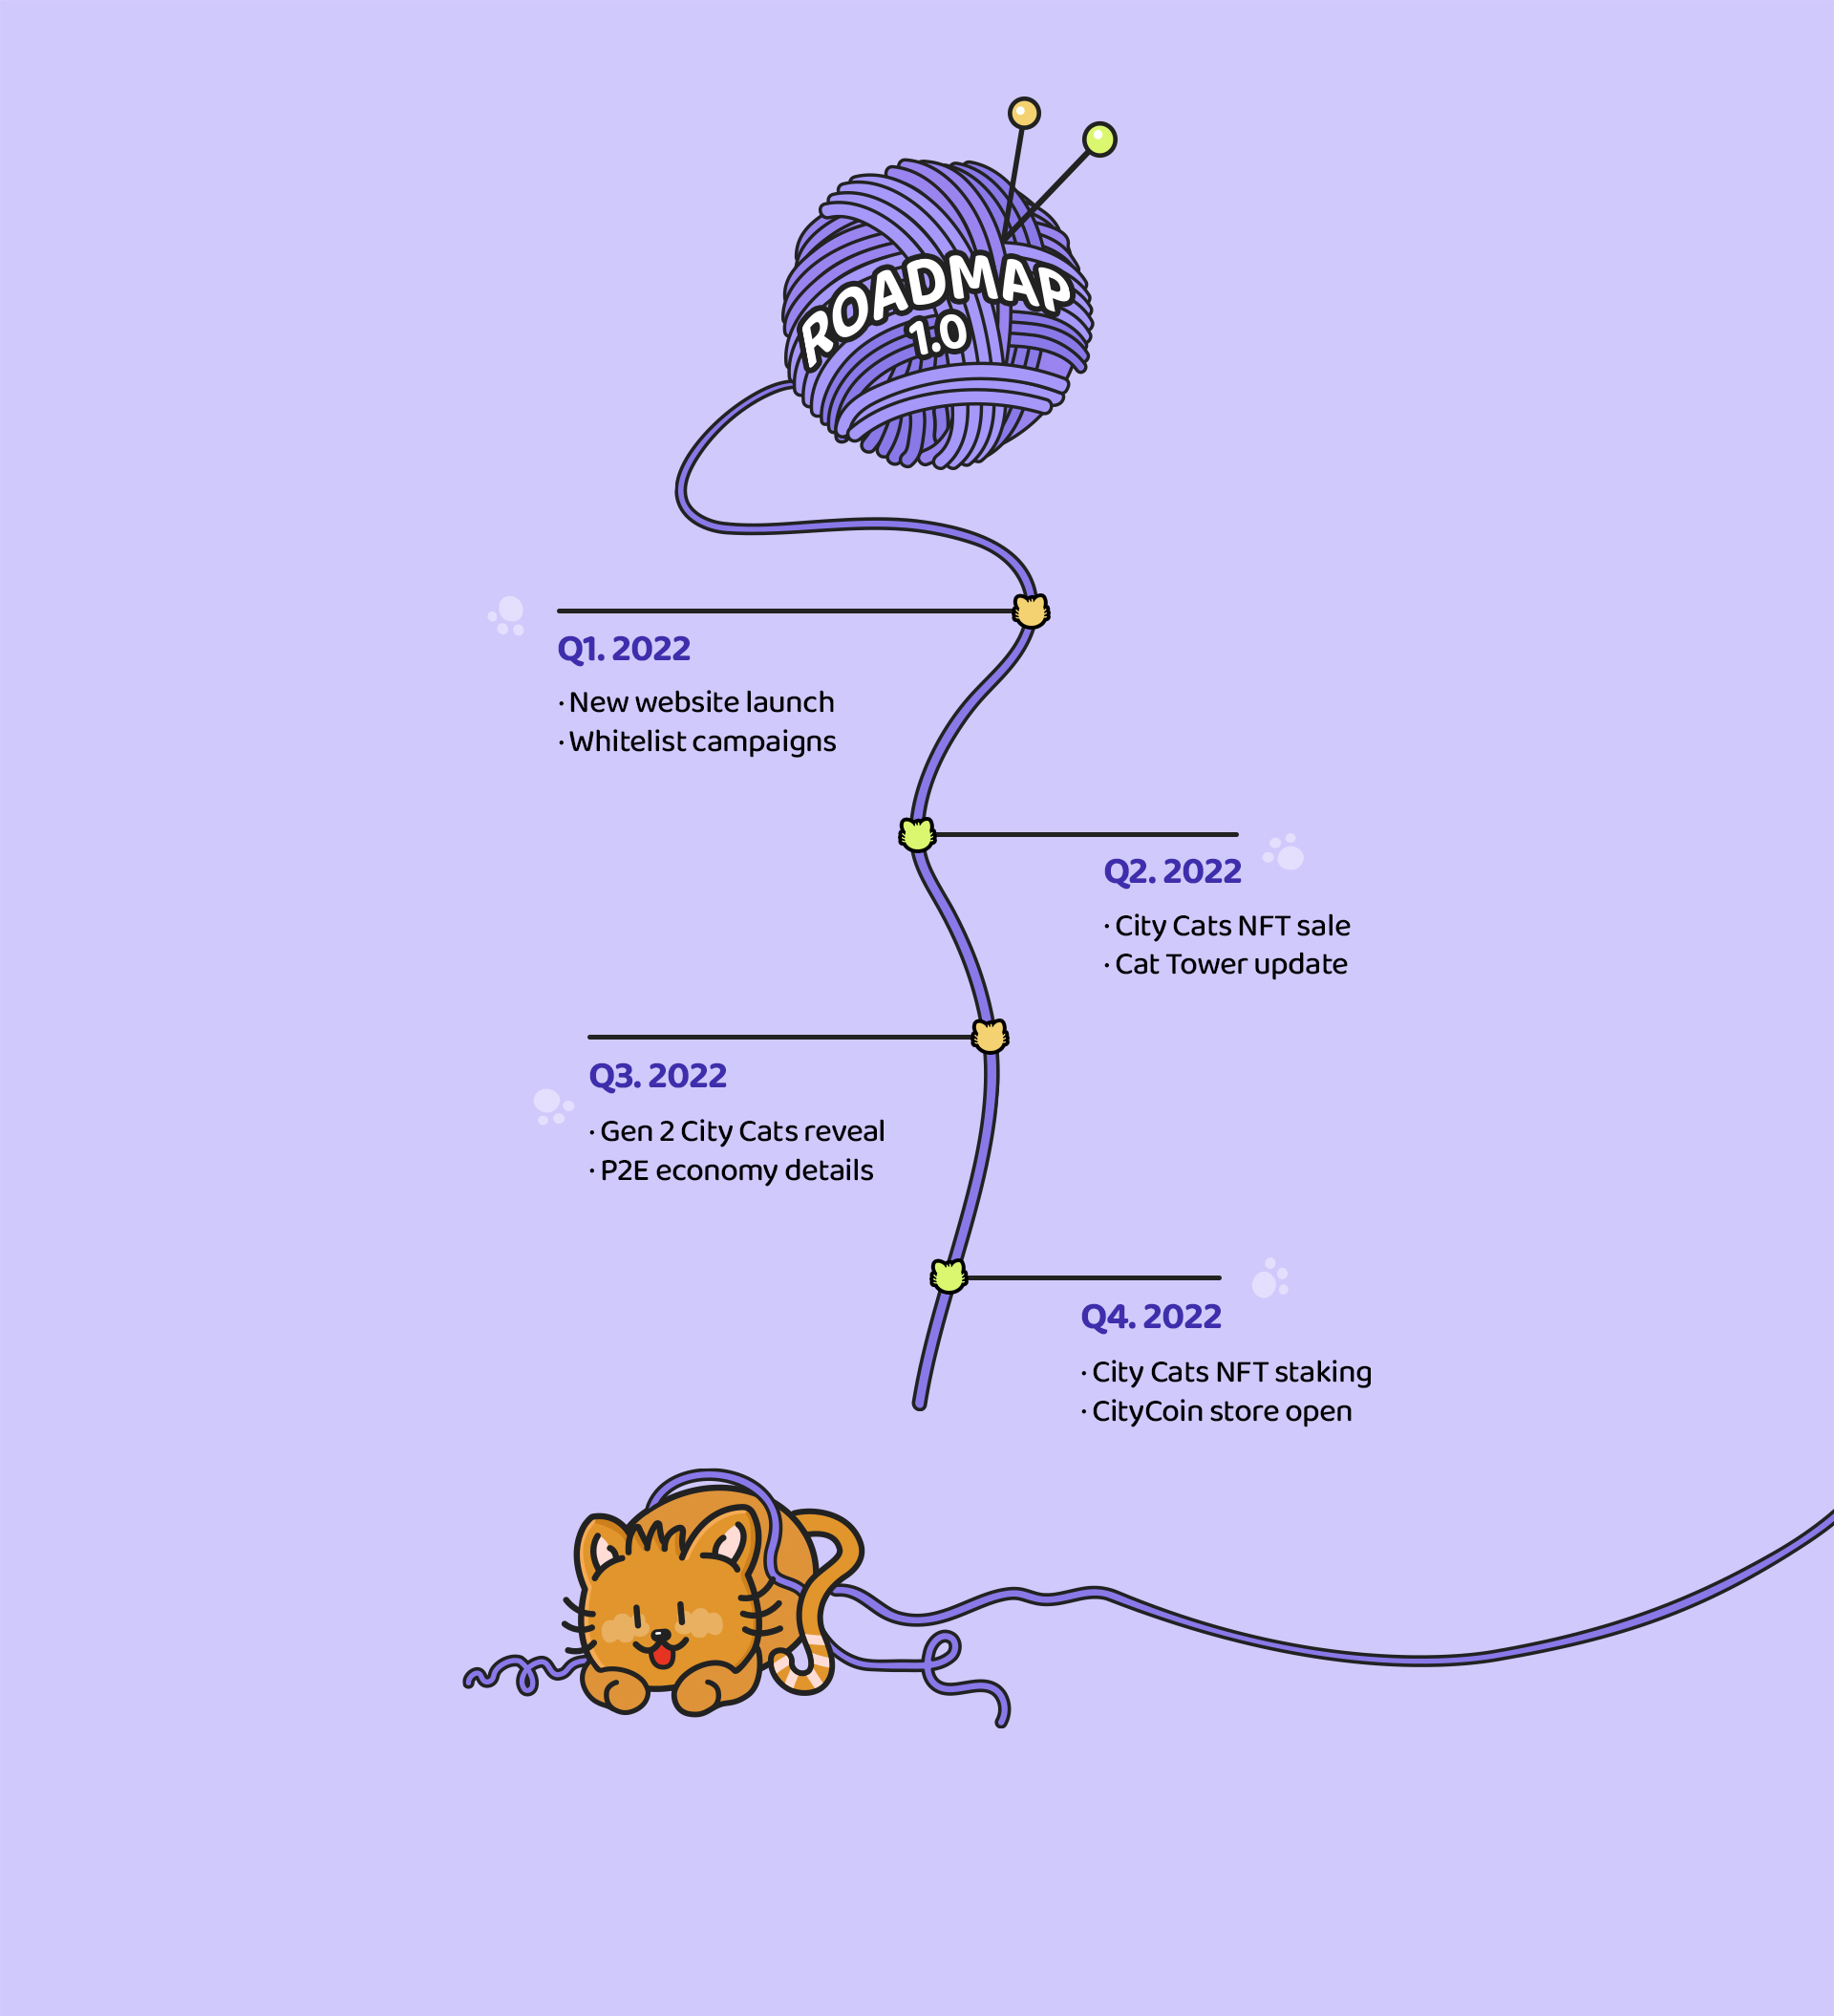 ROADMAP
1.0
Q1. 2022
· New website launch
· Whitelist campaigns
Q2. 2022
· City Cats NFT sale
· Cat Tower update
Q3. 2022
· Gen 2 City Cats reveal
· P2E economy details
Q4. 2022
· City Cats NFT staking
· CityCoin store open